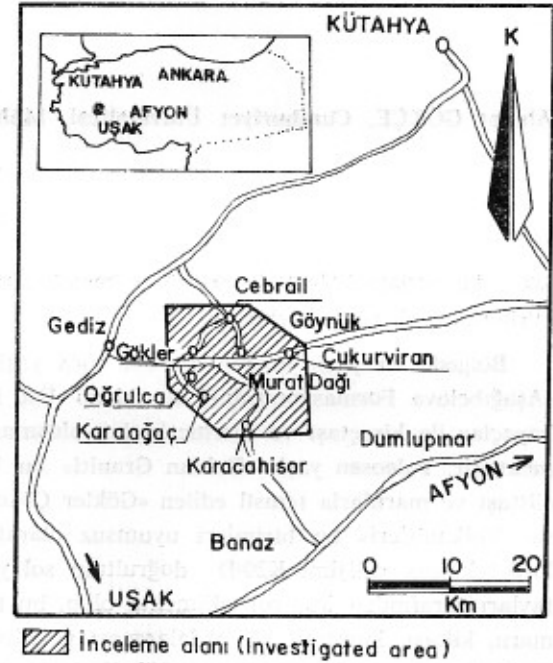 KÜTAHYA
K
KÜTAHYA
ANKARA
AFYON
UŞAK
Cebrail
Göynük
Gediz
Gökler
Çukurviran
Murat Dağı
Oğrulca
Karaağaç
Karacahisar
Dumlupınar
AFYON
Banaz
UŞAK
0 10 20
Km
İnceleme alanı (Investigated area)